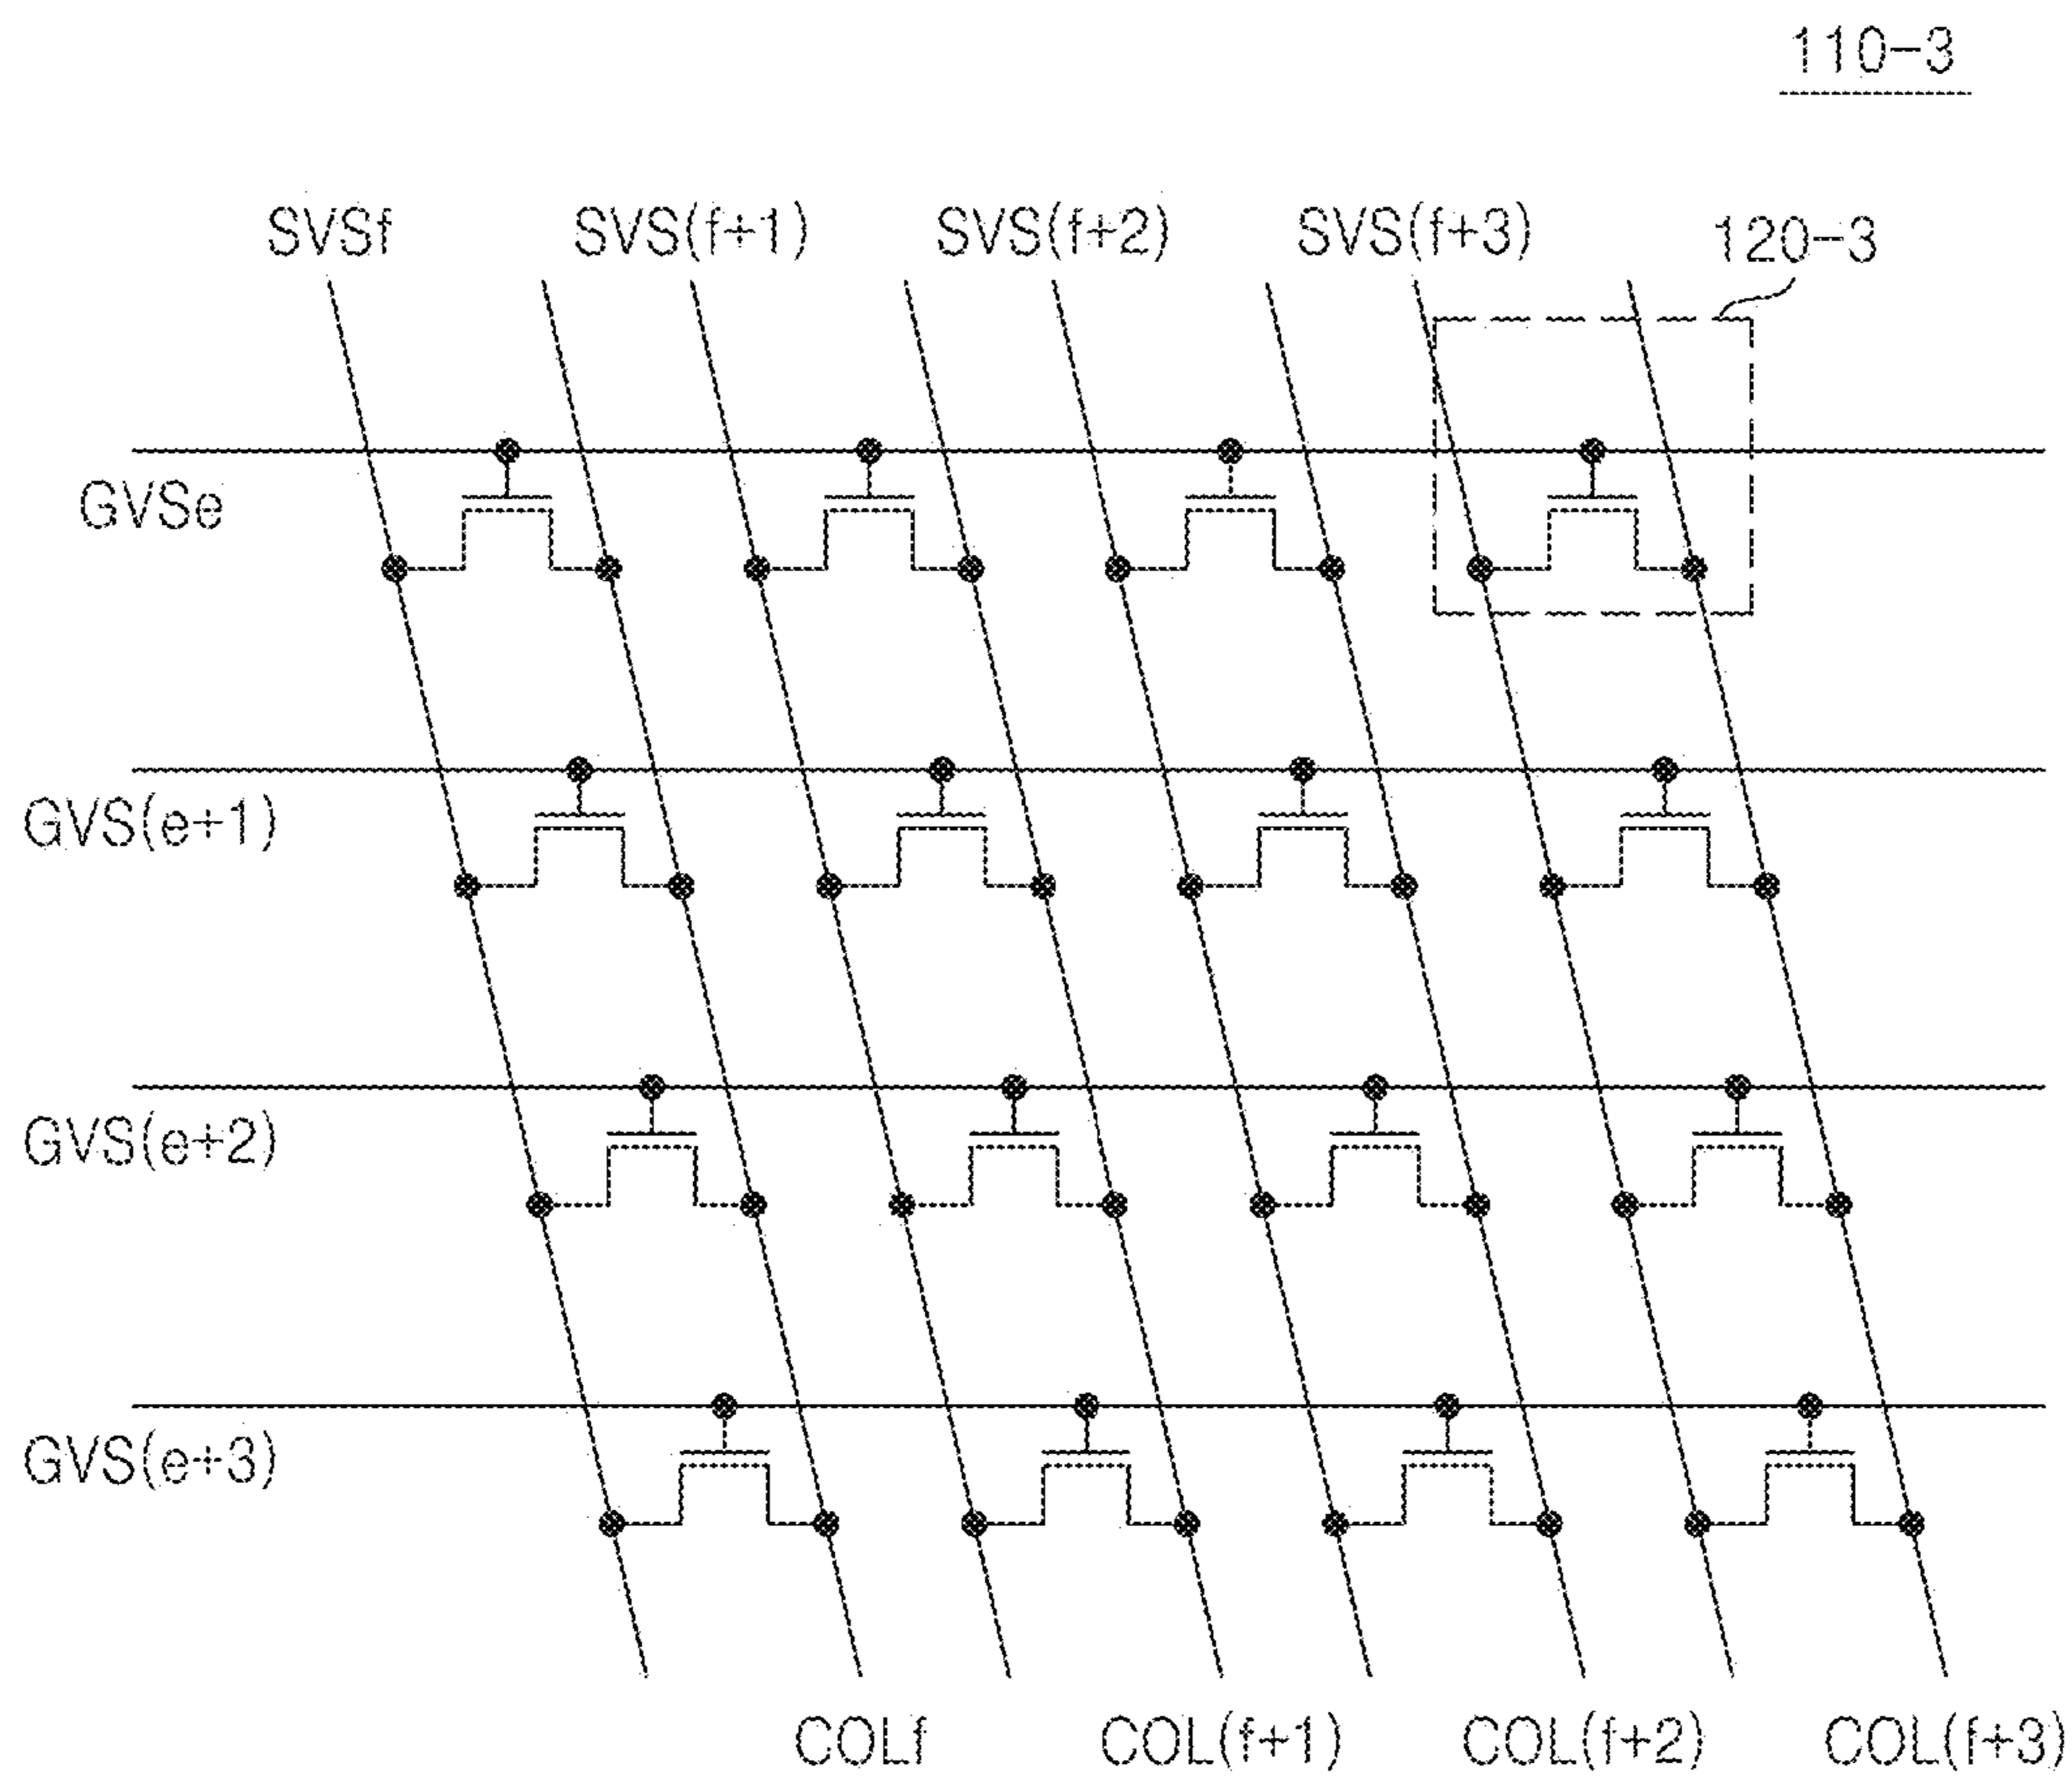 110-3
SVSf
SVS(f+1)
SVS(f+2)
SVS(f+3)
120-3
GVSe
GVS(e+1)
GVS(e+2)
GVS(e+3)
COLf
COL(f+1)
COL(f+2)
COL(f+3)